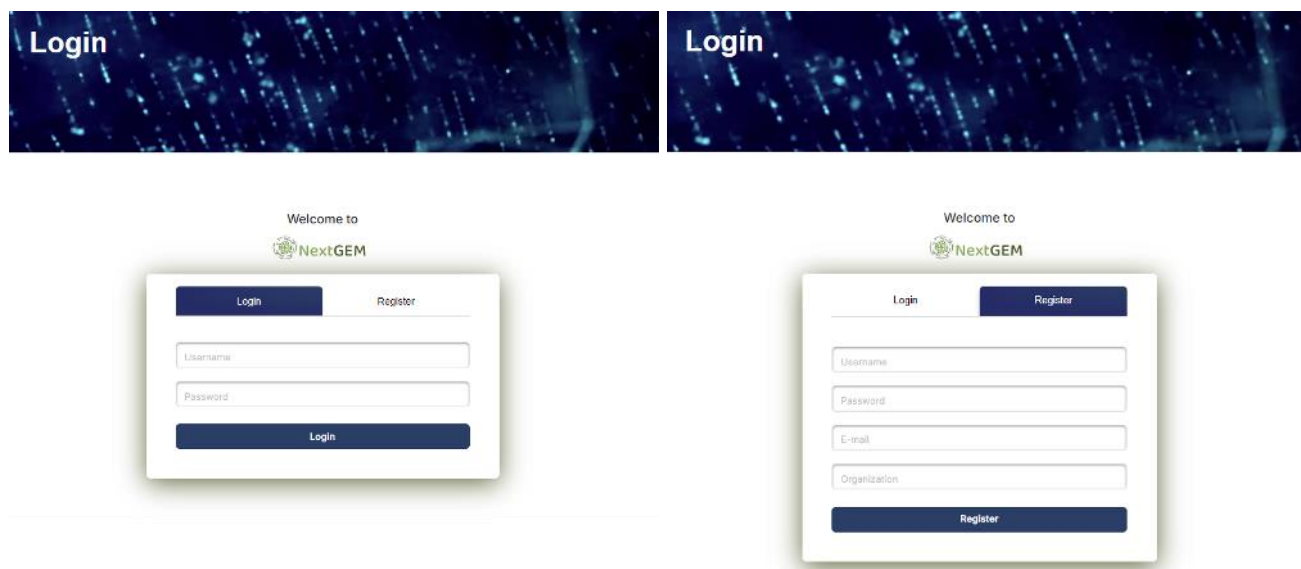 Login
Welcome to
NextGEM
Login Register
Username
Password
Login
Login
Welcome to
NextGEM
Login Register
Username
Password
E-mail
Organization
Register